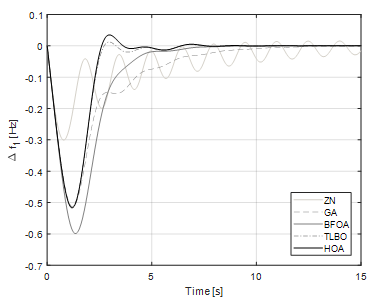 0.1
0
-0.1
-0.2
-0.3
-0.4
-0.5
-0.6
-0.7
Δ f1 [Hz]
0 5 10 15
Time [s]
ZN
GA
BFOA
TLBO
HOA